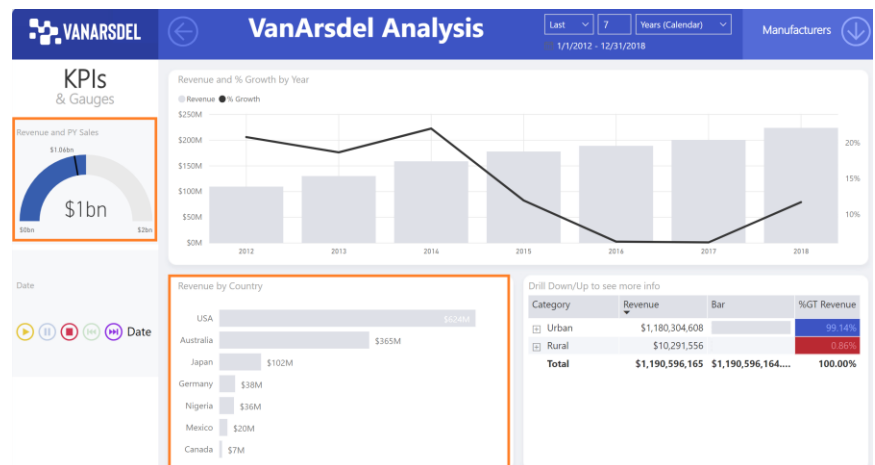 VANARSDEL
VanArsdel Analysis
Last 7 Years (Calendar)
1/1/2012 - 12/31/2018
Manufacturers
KPIs
& Gauges
Revenue and PY Sales
$1.06bn
$1bn
$0bn $2bn
Date
Date
Revenue and % Growth by Year
Revenue % Growth
$250M
$200M
$150M
$100M
$50M
$0M
20%
15%
10%
2012 2013 2014 2015 2016 2017 2018
Revenue by Country
USA $624M
Australia $365M
Japan $102M
Germany $38M
Nigeria $36M
Mexico $20M
Canada $7M
Drill Down/Up to see more info
Category Revenue Bar %GT Revenue
Urban $1,180,304,608 99.14%
Rural $10,291,556 0.86%
Total $1,190,596,165 $1,190,596,164.... 100.00%